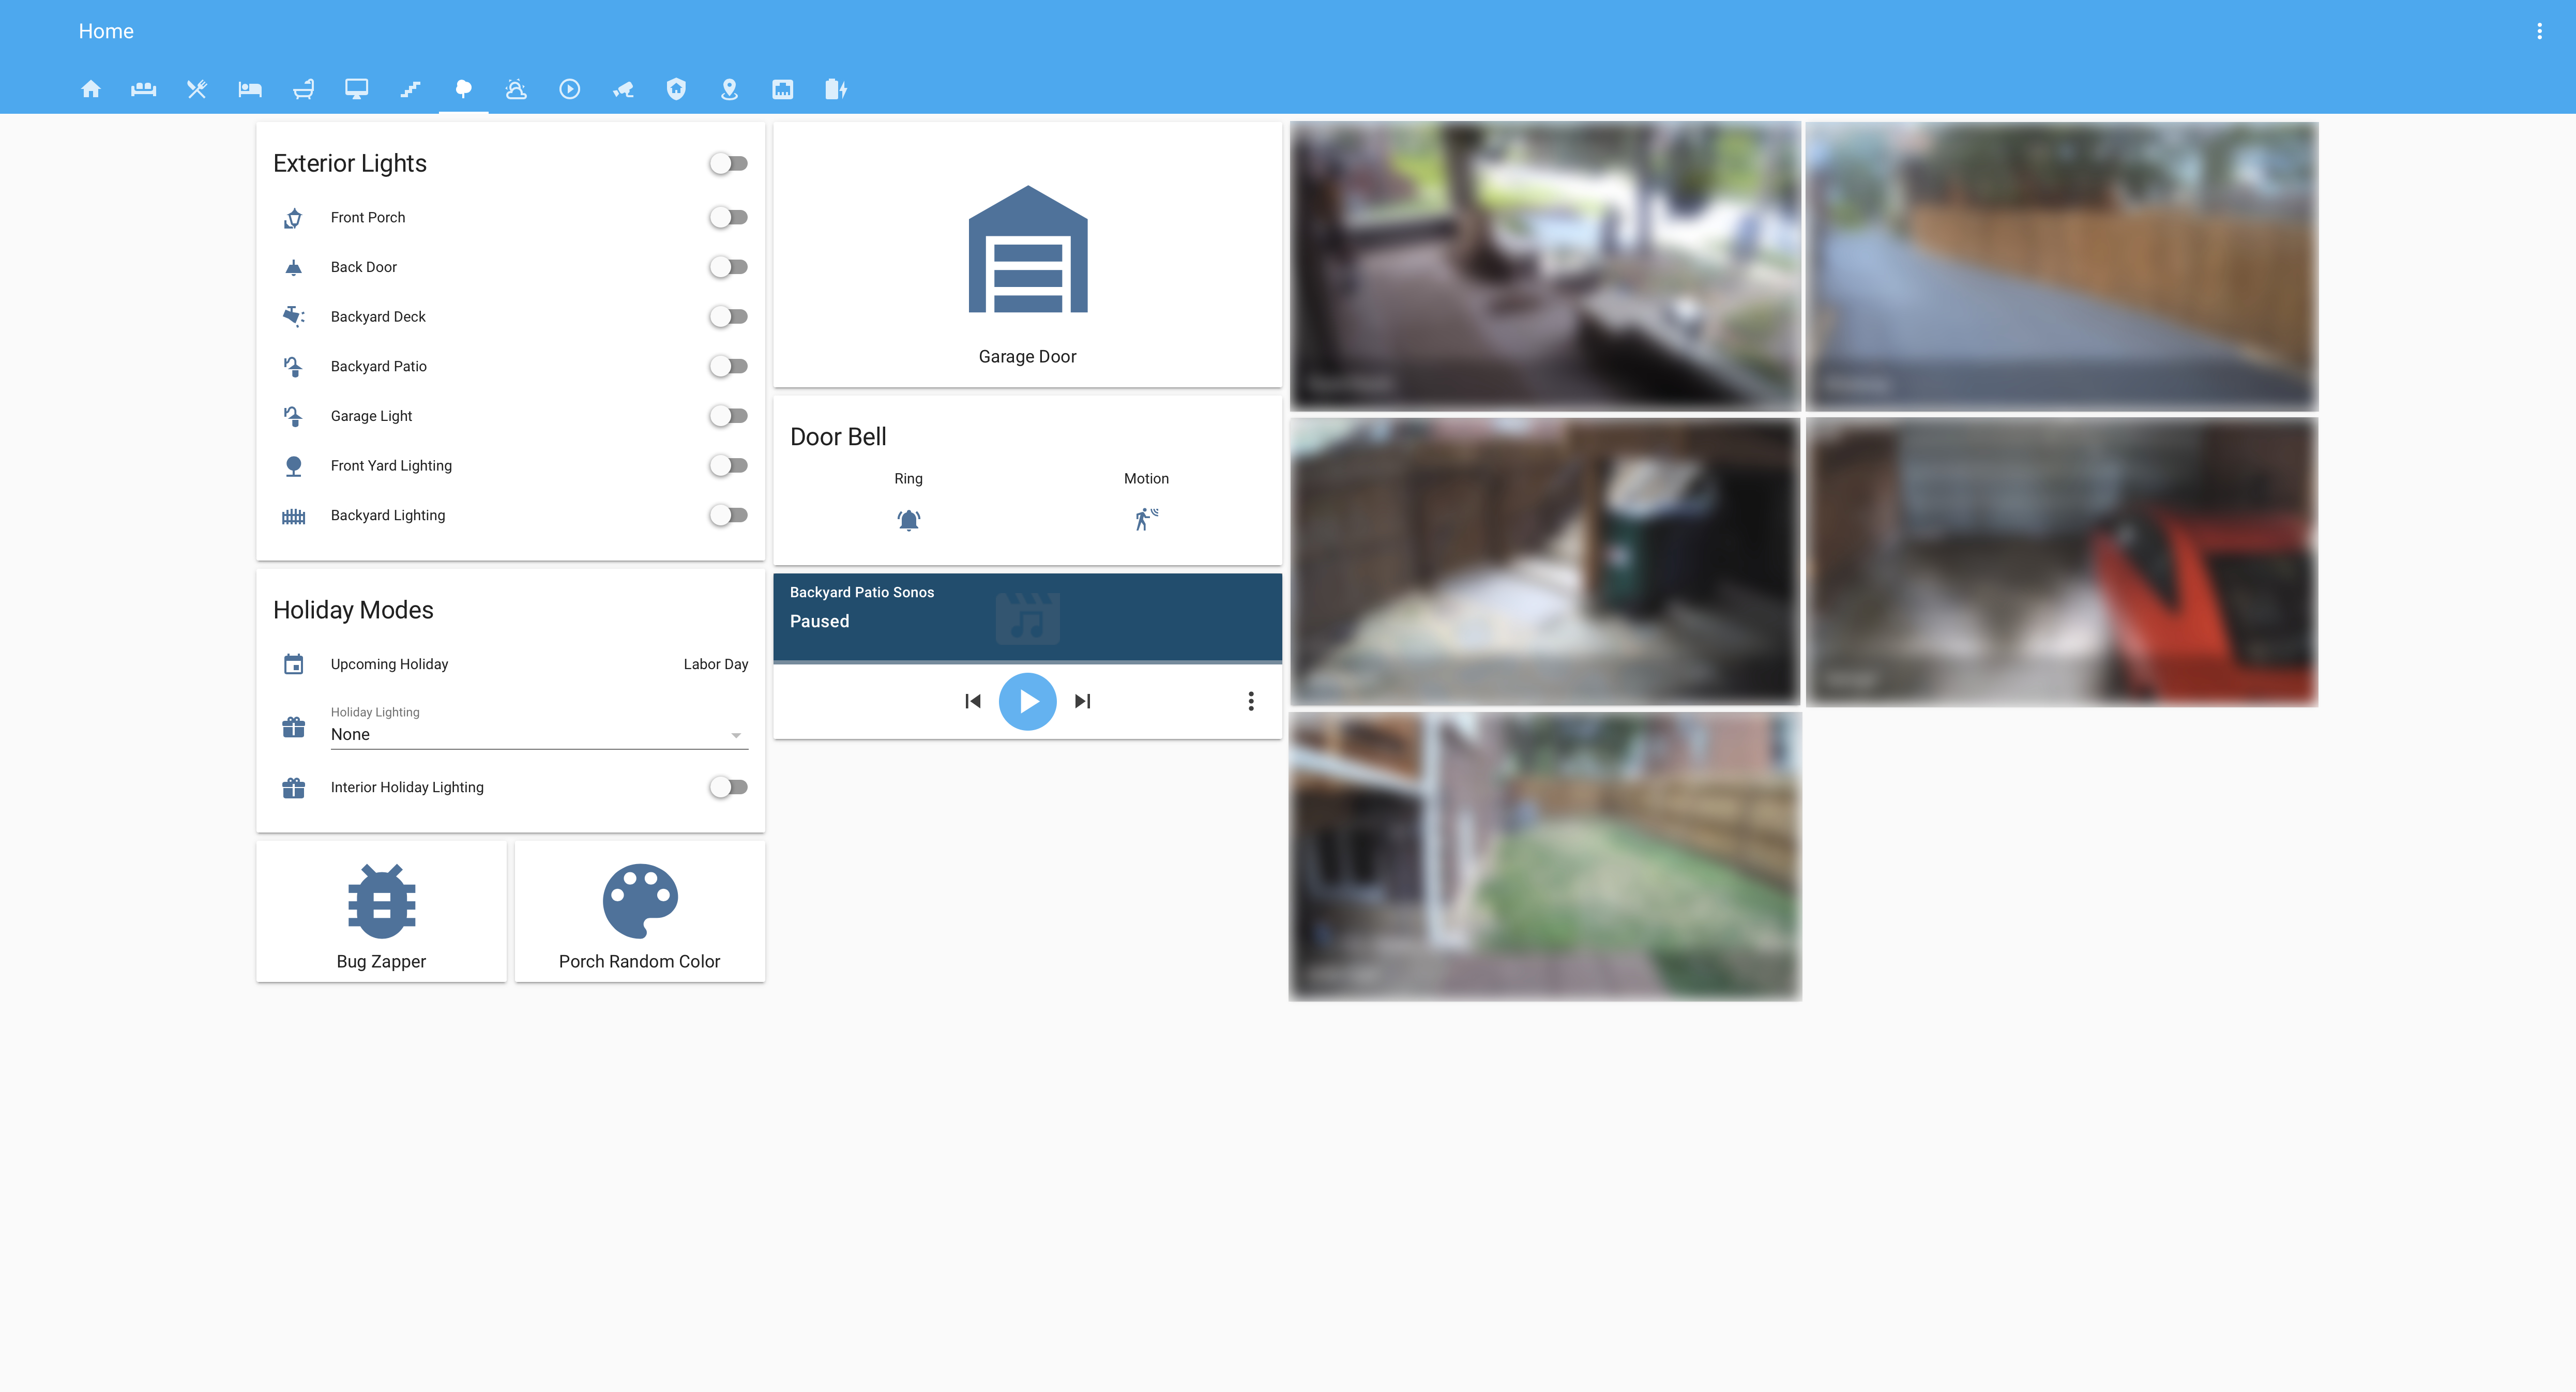 Home
Exterior Lights
Front Porch
Back Door
Backyard Deck
Backyard Patio
Garage Light
Front Yard Lighting
Backyard Lighting
Holiday Modes
Upcoming Holiday Labor Day
Holiday Lighting
None
Interior Holiday Lighting
Bug Zapper
Porch Random Color
Garage Door
Door Bell
Ring Motion
Backyard Patio Sonos
Paused